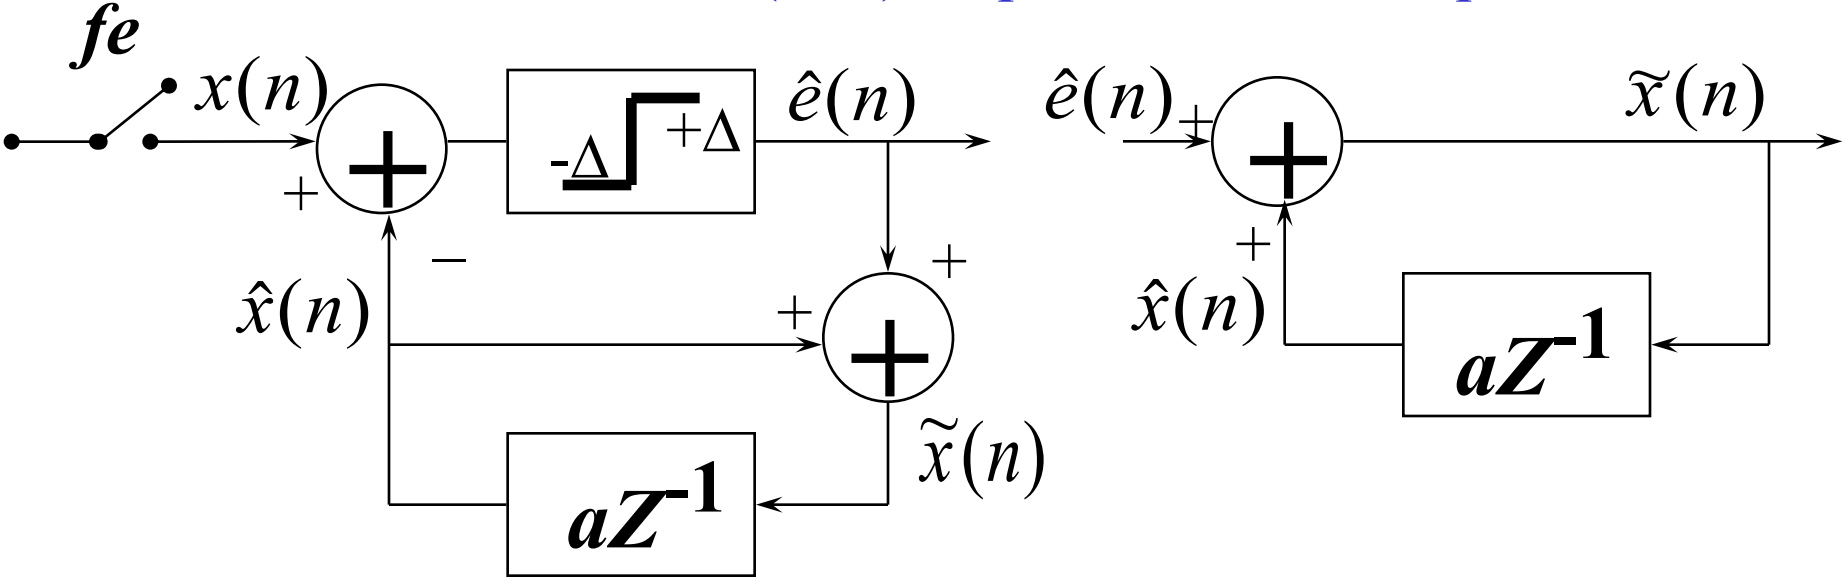 fe
x(n)
+
+
-Δ
+Δ
ê(n)
−
x̂(n)
+
+
+
x̃(n)
aZ-1
ê(n)
+
+
x̃(n)
+
x̂(n)
aZ-1